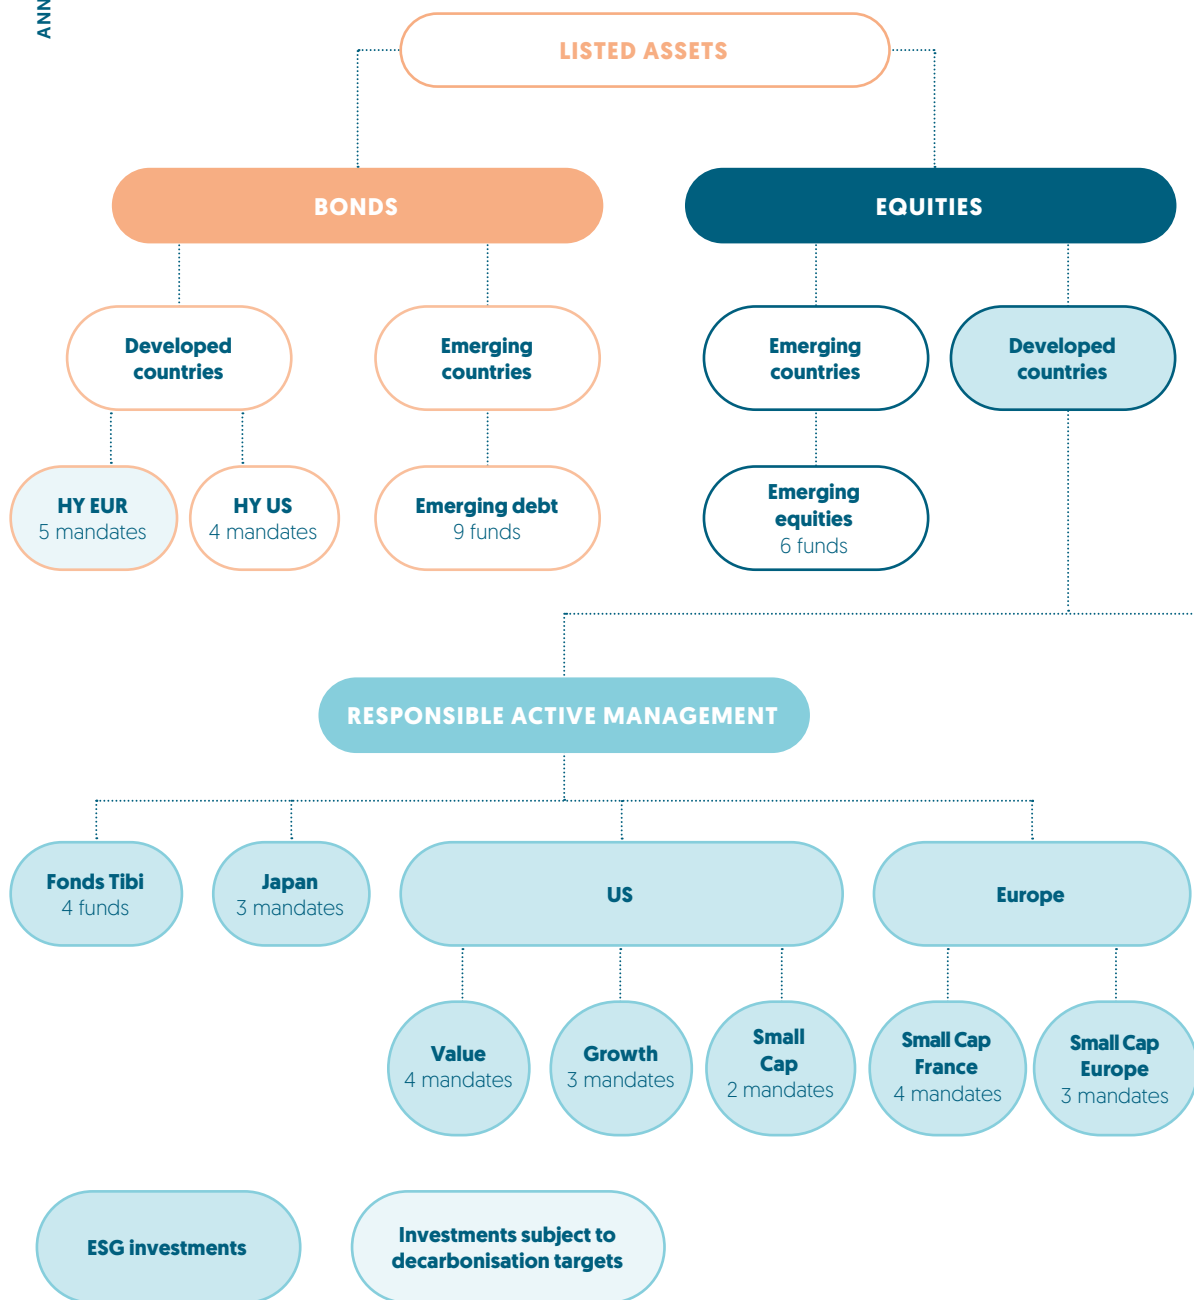 ANN
LISTED ASSETS
BONDS
EQUITIES
Developed
countries
Emerging
countries
Emerging
countries
Developed
countries
HY EUR
5 mandates
HY US
4 mandates
Emerging debt
9 funds
Emerging
equities
6 funds
RESPONSIBLE ACTIVE MANAGEMENT
Fonds Tibi
4 funds
Japan
3 mandates
US
Europe
Value
4 mandates
Growth
3 mandates
Small
Cap
2 mandates
Small Cap
France
4 mandates
Small Cap
Europe
3 mandates
ESG investments
Investments subject to
decarbonisation targets